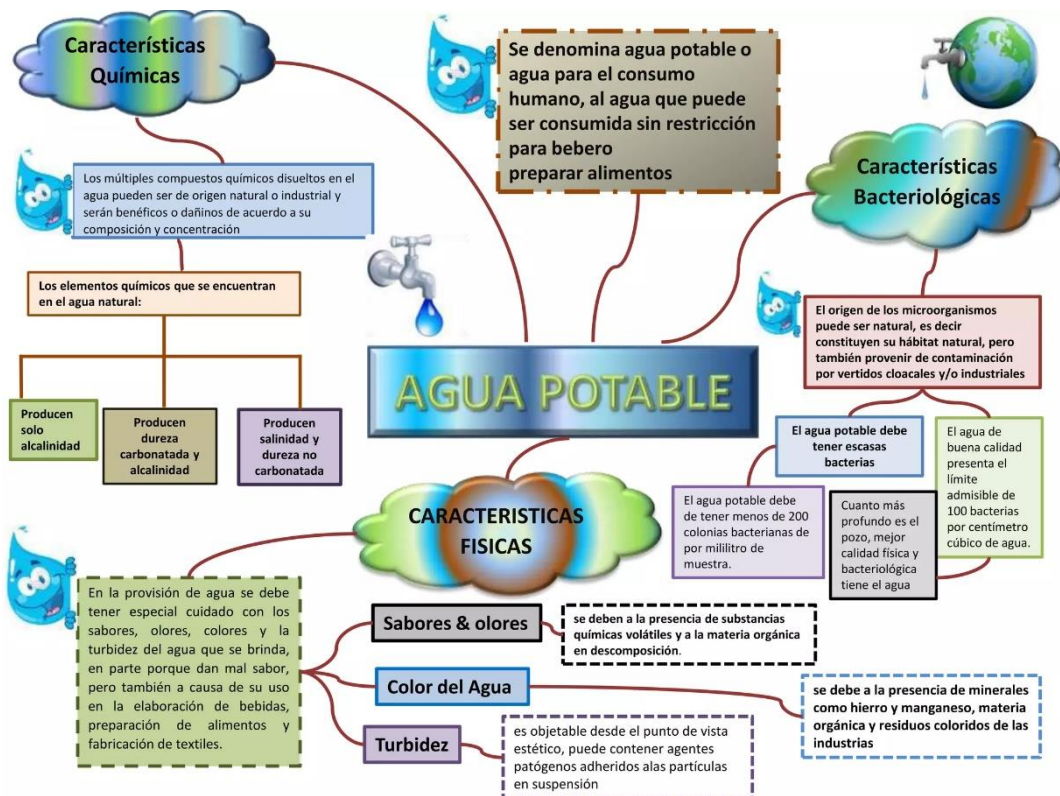 Características
Químicas
Se denomina agua potable o
agua para el consumo
humano, al agua que puede
ser consumida sin restricción
para bebero
preparar alimentos
Características
Bacteriológicas
Los múltiples compuestos químicos disueltos en el
agua pueden ser de origen natural o industrial y
serán benéficos o dañinos de acuerdo a su
composición y concentración
Los elementos químicos que se encuentran
en el agua natural:
Producen
solo
alcalinidad
Producen
dureza
carbonatada y
alcalinidad
Producen
salinidad y
dureza no
carbonatada
El origen de los microorganismos
puede ser natural, es decir
constituyen su hábitat natural, pero
también provenir de contaminación
por vertidos cloacales y/o industriales
AGUA POTABLE
El agua potable debe
tener escasas
bacterias
El agua de
buena calidad
presenta el
límite
admisible de
100 bacterias
por centímetro
cúbico de agua.
El agua potable debe
de tener menos de 200
colonias bacterianas de
por mililitro de
muestra.
Cuanto más
profundo es el
pozo, mejor
calidad física y
bacteriológica
tiene el agua
CARACTERISTICAS
FISICAS
En la provisión de agua se debe
tener especial cuidado con los
sabores, olores, colores y la
turbidez del agua que se brinda,
en parte porque dan mal sabor,
pero también a causa de su uso
en la elaboración de bebidas,
preparación de alimentos y
fabricación de textiles.
Sabores & olores
se deben a la presencia de substancias
químicas volátiles y a la materia orgánica
en descomposición.
Color del Agua
se debe a la presencia de minerales
como hierro y manganeso, materia
orgánica y residuos coloridos de las
industrias
Turbidez
es objetable desde el punto de vista
estético, puede contener agentes
patógenos adheridos alas partículas
en suspensión